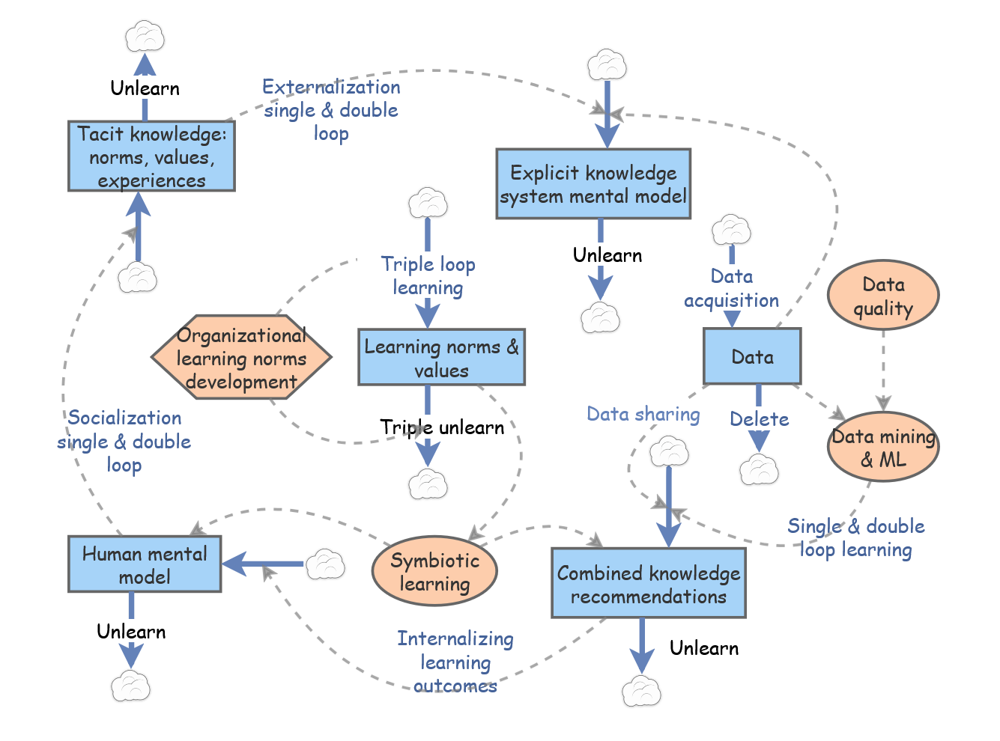 Unlearn
Externalization
single & double
loop
Tacit knowledge:
norms, values,
experiences
Explicit knowledge
system mental model
Unlearn
Triple loop
learning
Data
acquisition
Data
quality
Organizational
learning norms
development
Learning norms &
values
Data
Data sharing
Delete
Data mining
& ML
Triple unlearn
Socialization
single & double
loop
Single & double
loop learning
Human mental
model
Symbiotic
learning
Combined knowledge
recommendations
Unlearn
Internalizing
learning
outcomes
Unlearn